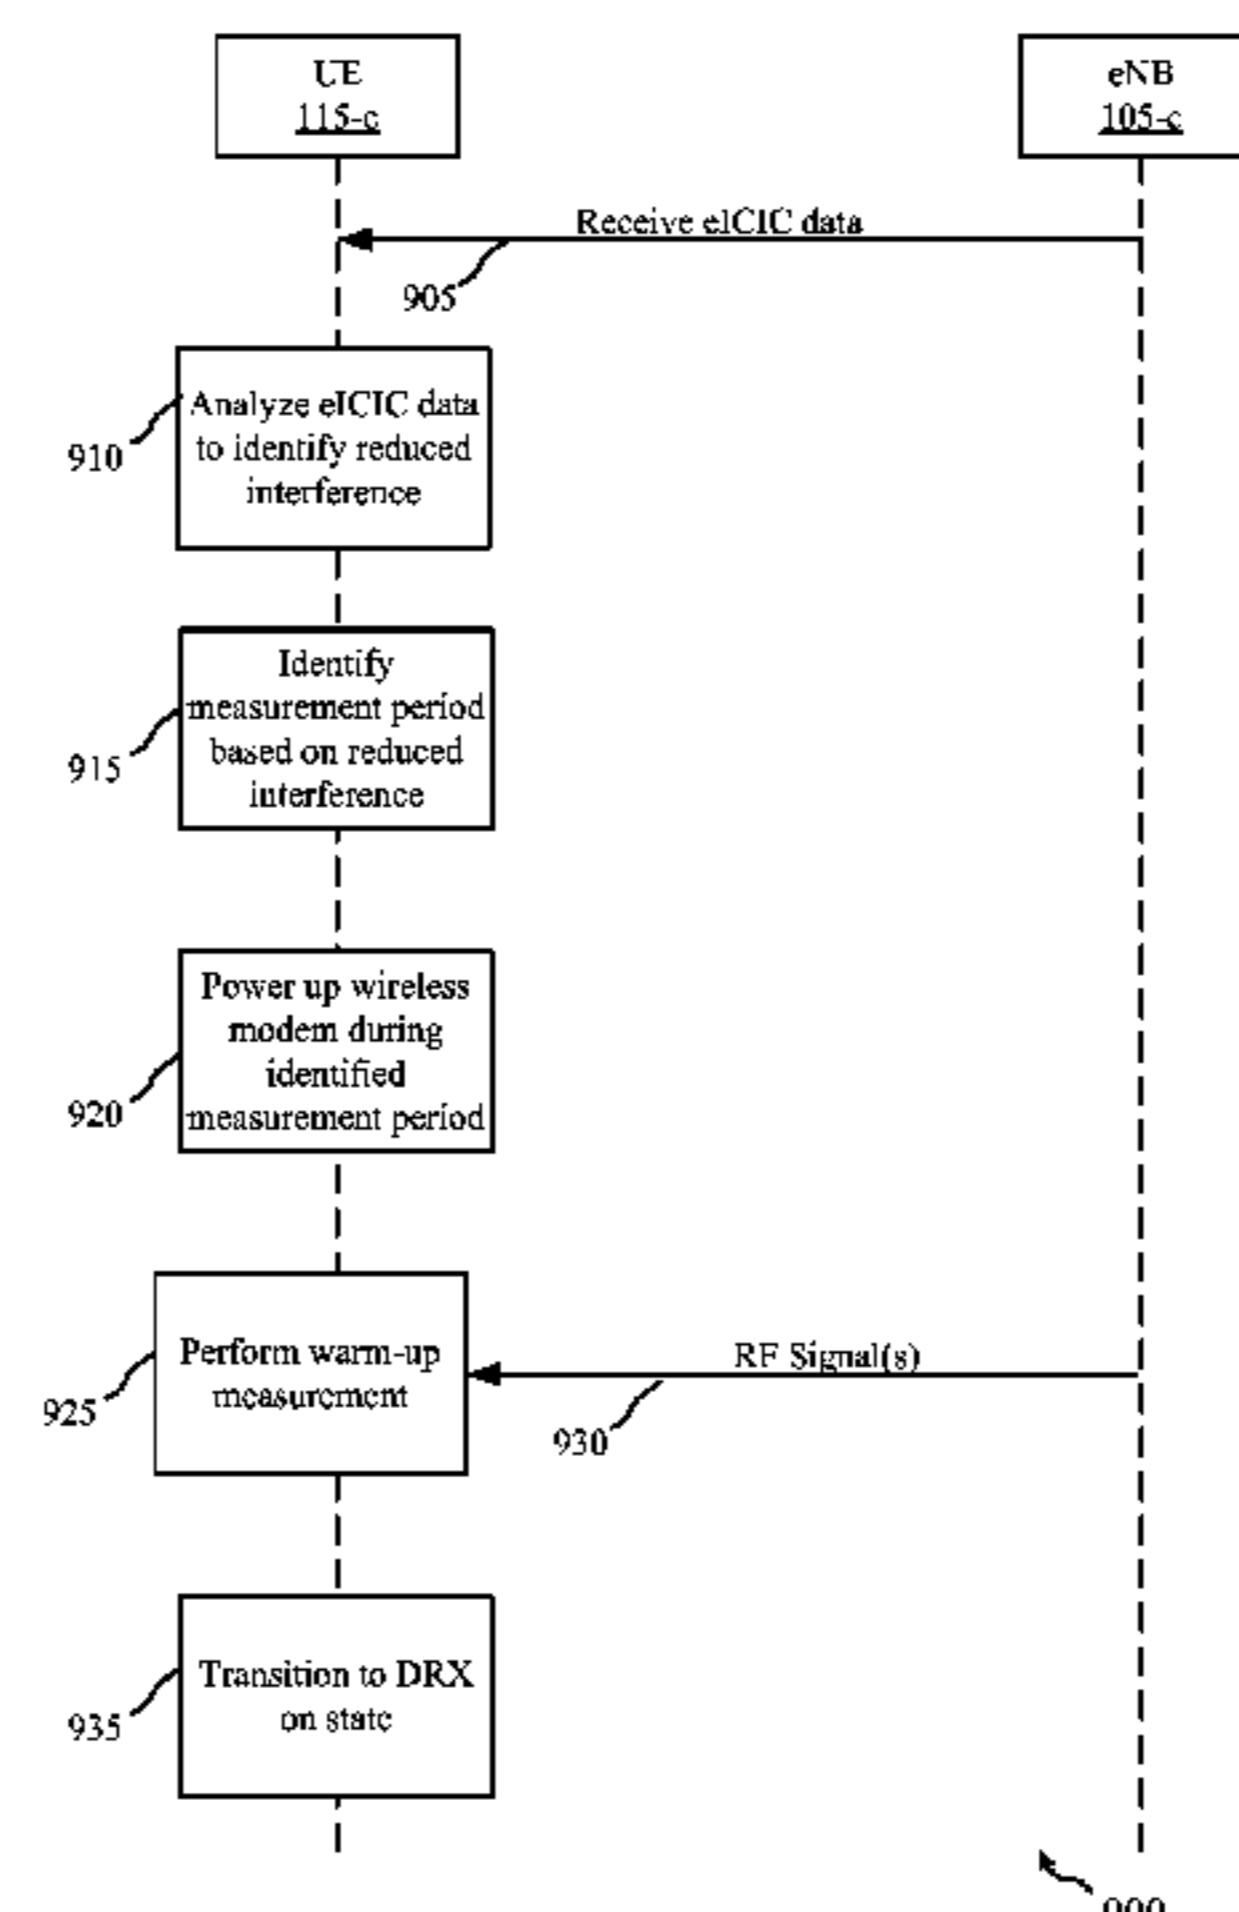 UE
115-c
eNB
105-c
Receive eICIC data
905
Analyze eICIC data
to identify reduced
interference
910
Identify
measurement period
based on reduced
interference
915
Power up wireless
modem during
identified
measurement period
920
Perform warm-up
measurement
925
RF Signal(s)
930
Transition to DRX
on state
935